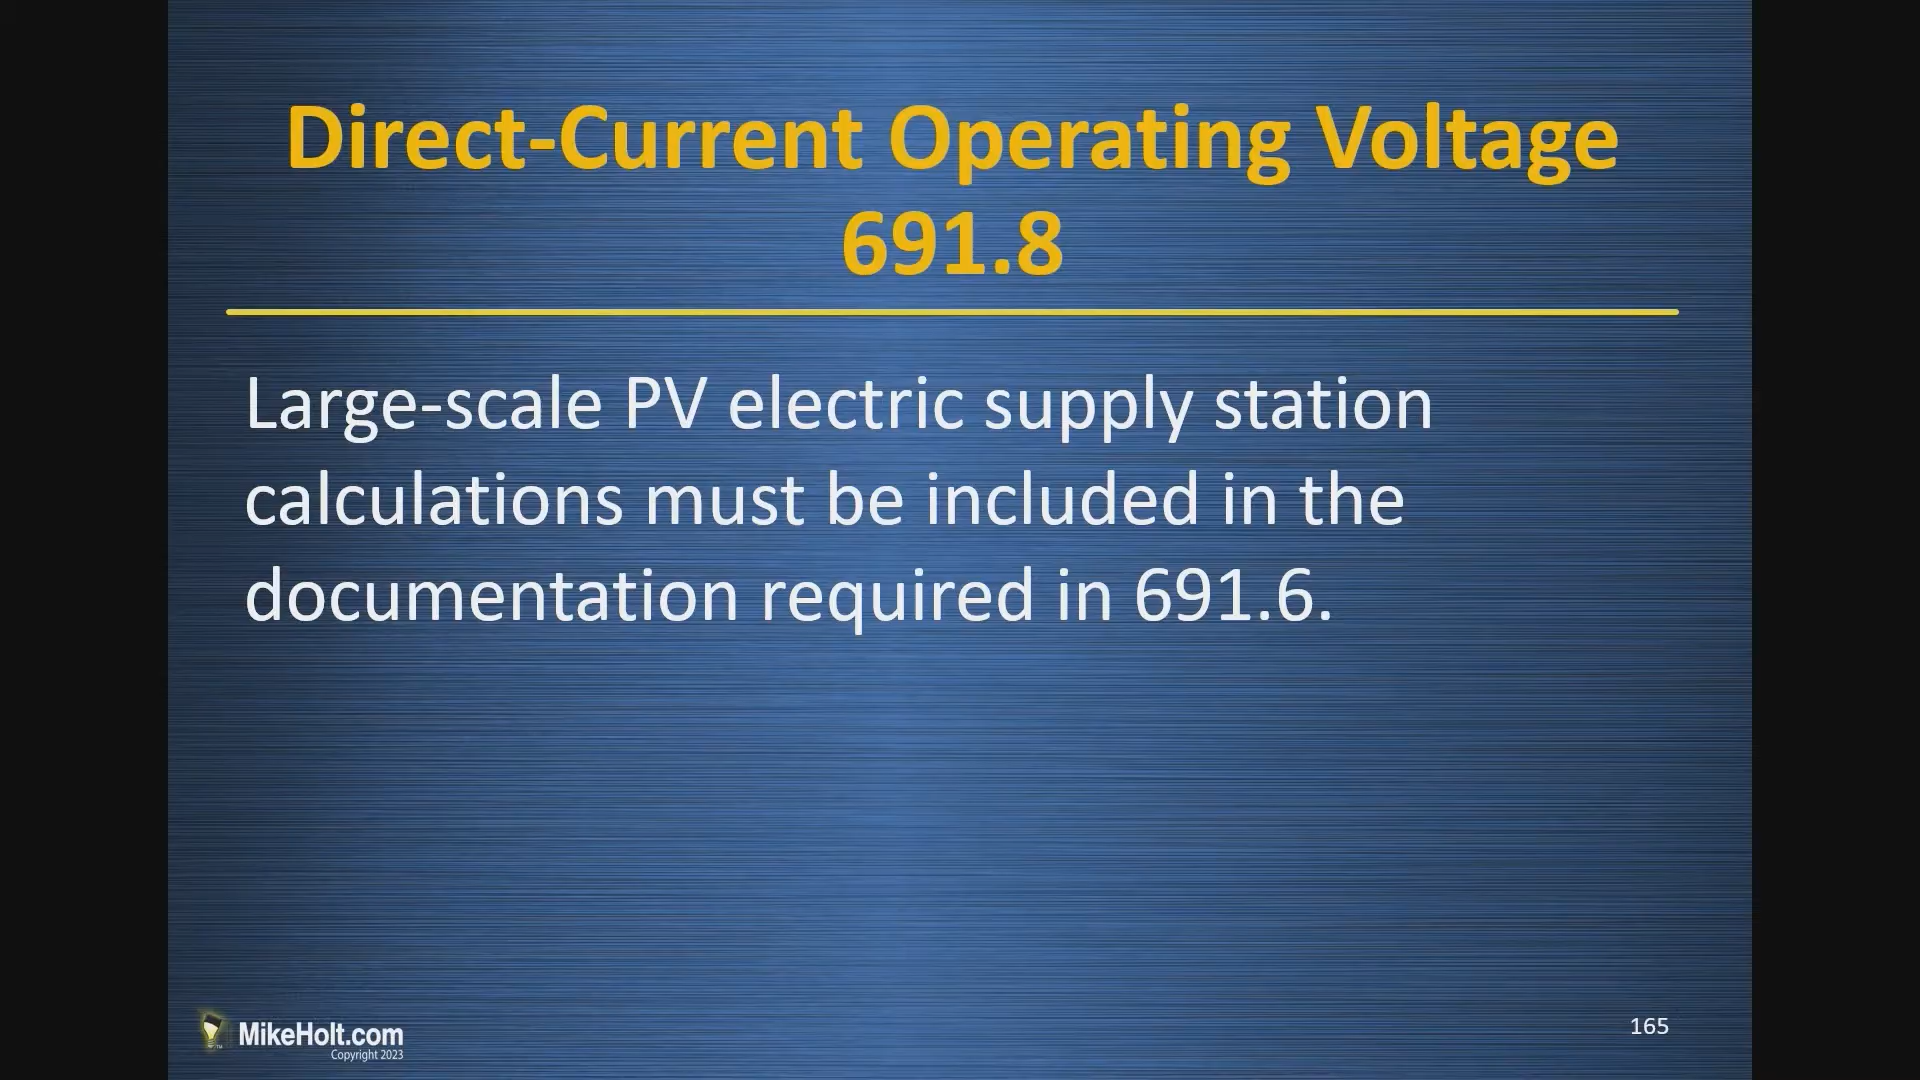 Direct-Current Operating Voltage
691.8
Large-scale PV electric supply station
calculations must be included in the
documentation required in 691.6.
MikeHolt.com
Copyright 2023
165